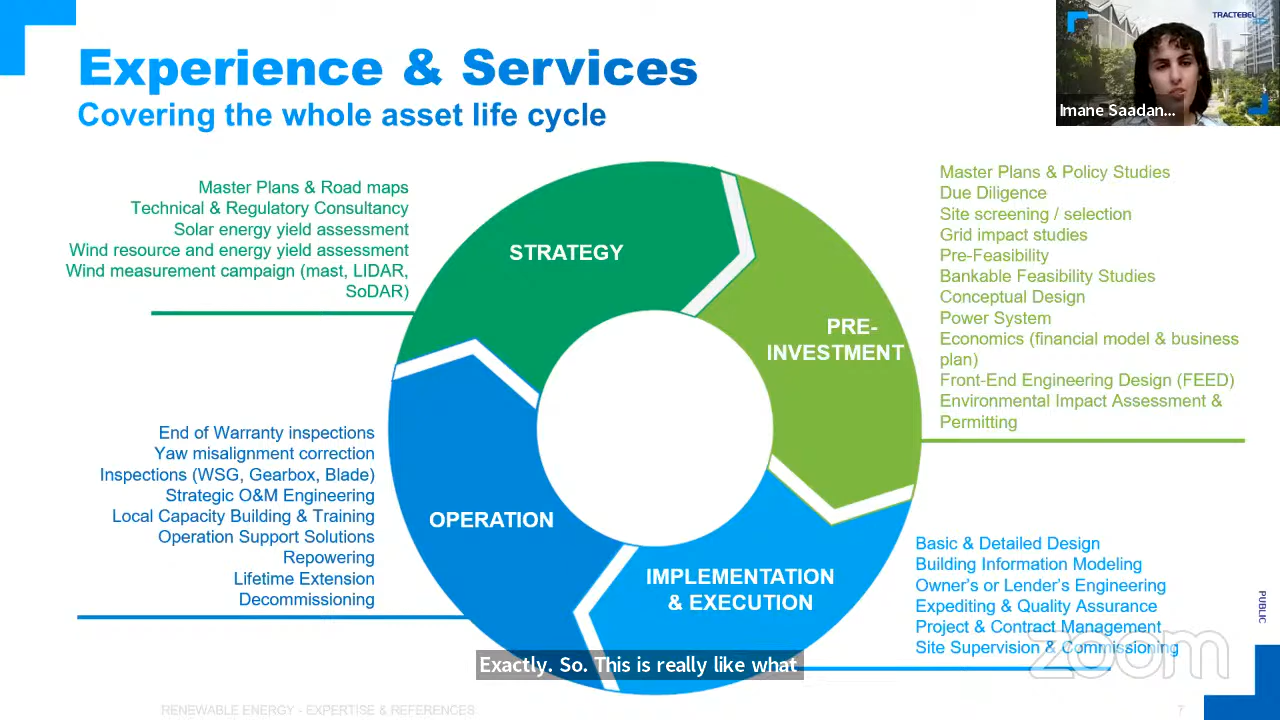 Experience & Services
Covering the whole asset life cycle
TRACTEBEL
Imane Saadan...
Master Plans & Road maps
Technical & Regulatory Consultancy
Solar energy yield assessment
Wind resource and energy yield assessment
Wind measurement campaign (mast, LIDAR,
SoDAR)
STRATEGY
Master Plans & Policy Studies
Due Diligence
Site screening / selection
Grid impact studies
Pre-Feasibility
Bankable Feasibility Studies
Conceptual Design
Power System
Economics (financial model & business
plan)
Front-End Engineering Design (FEED)
Environmental Impact Assessment &
Permitting
PRE-
INVESTMENT
End of Warranty inspections
Yaw misalignment correction
Inspections (WSG, Gearbox, Blade)
Strategic O&M Engineering
Local Capacity Building & Training
Operation Support Solutions
Repowering
Lifetime Extension
Decommissioning
OPERATION
IMPLEMENTATION
& EXECUTION
Basic & Detailed Design
Building Information Modeling
Owner's or Lender's Engineering
Expediting & Quality Assurance
Project & Contract Management
Site Supervision & Commissioning
PUBLIC
zoom
Exactly. So. This is really like what
RENEWABLE ENERGY - EXPERTISE & REFERENCES
7